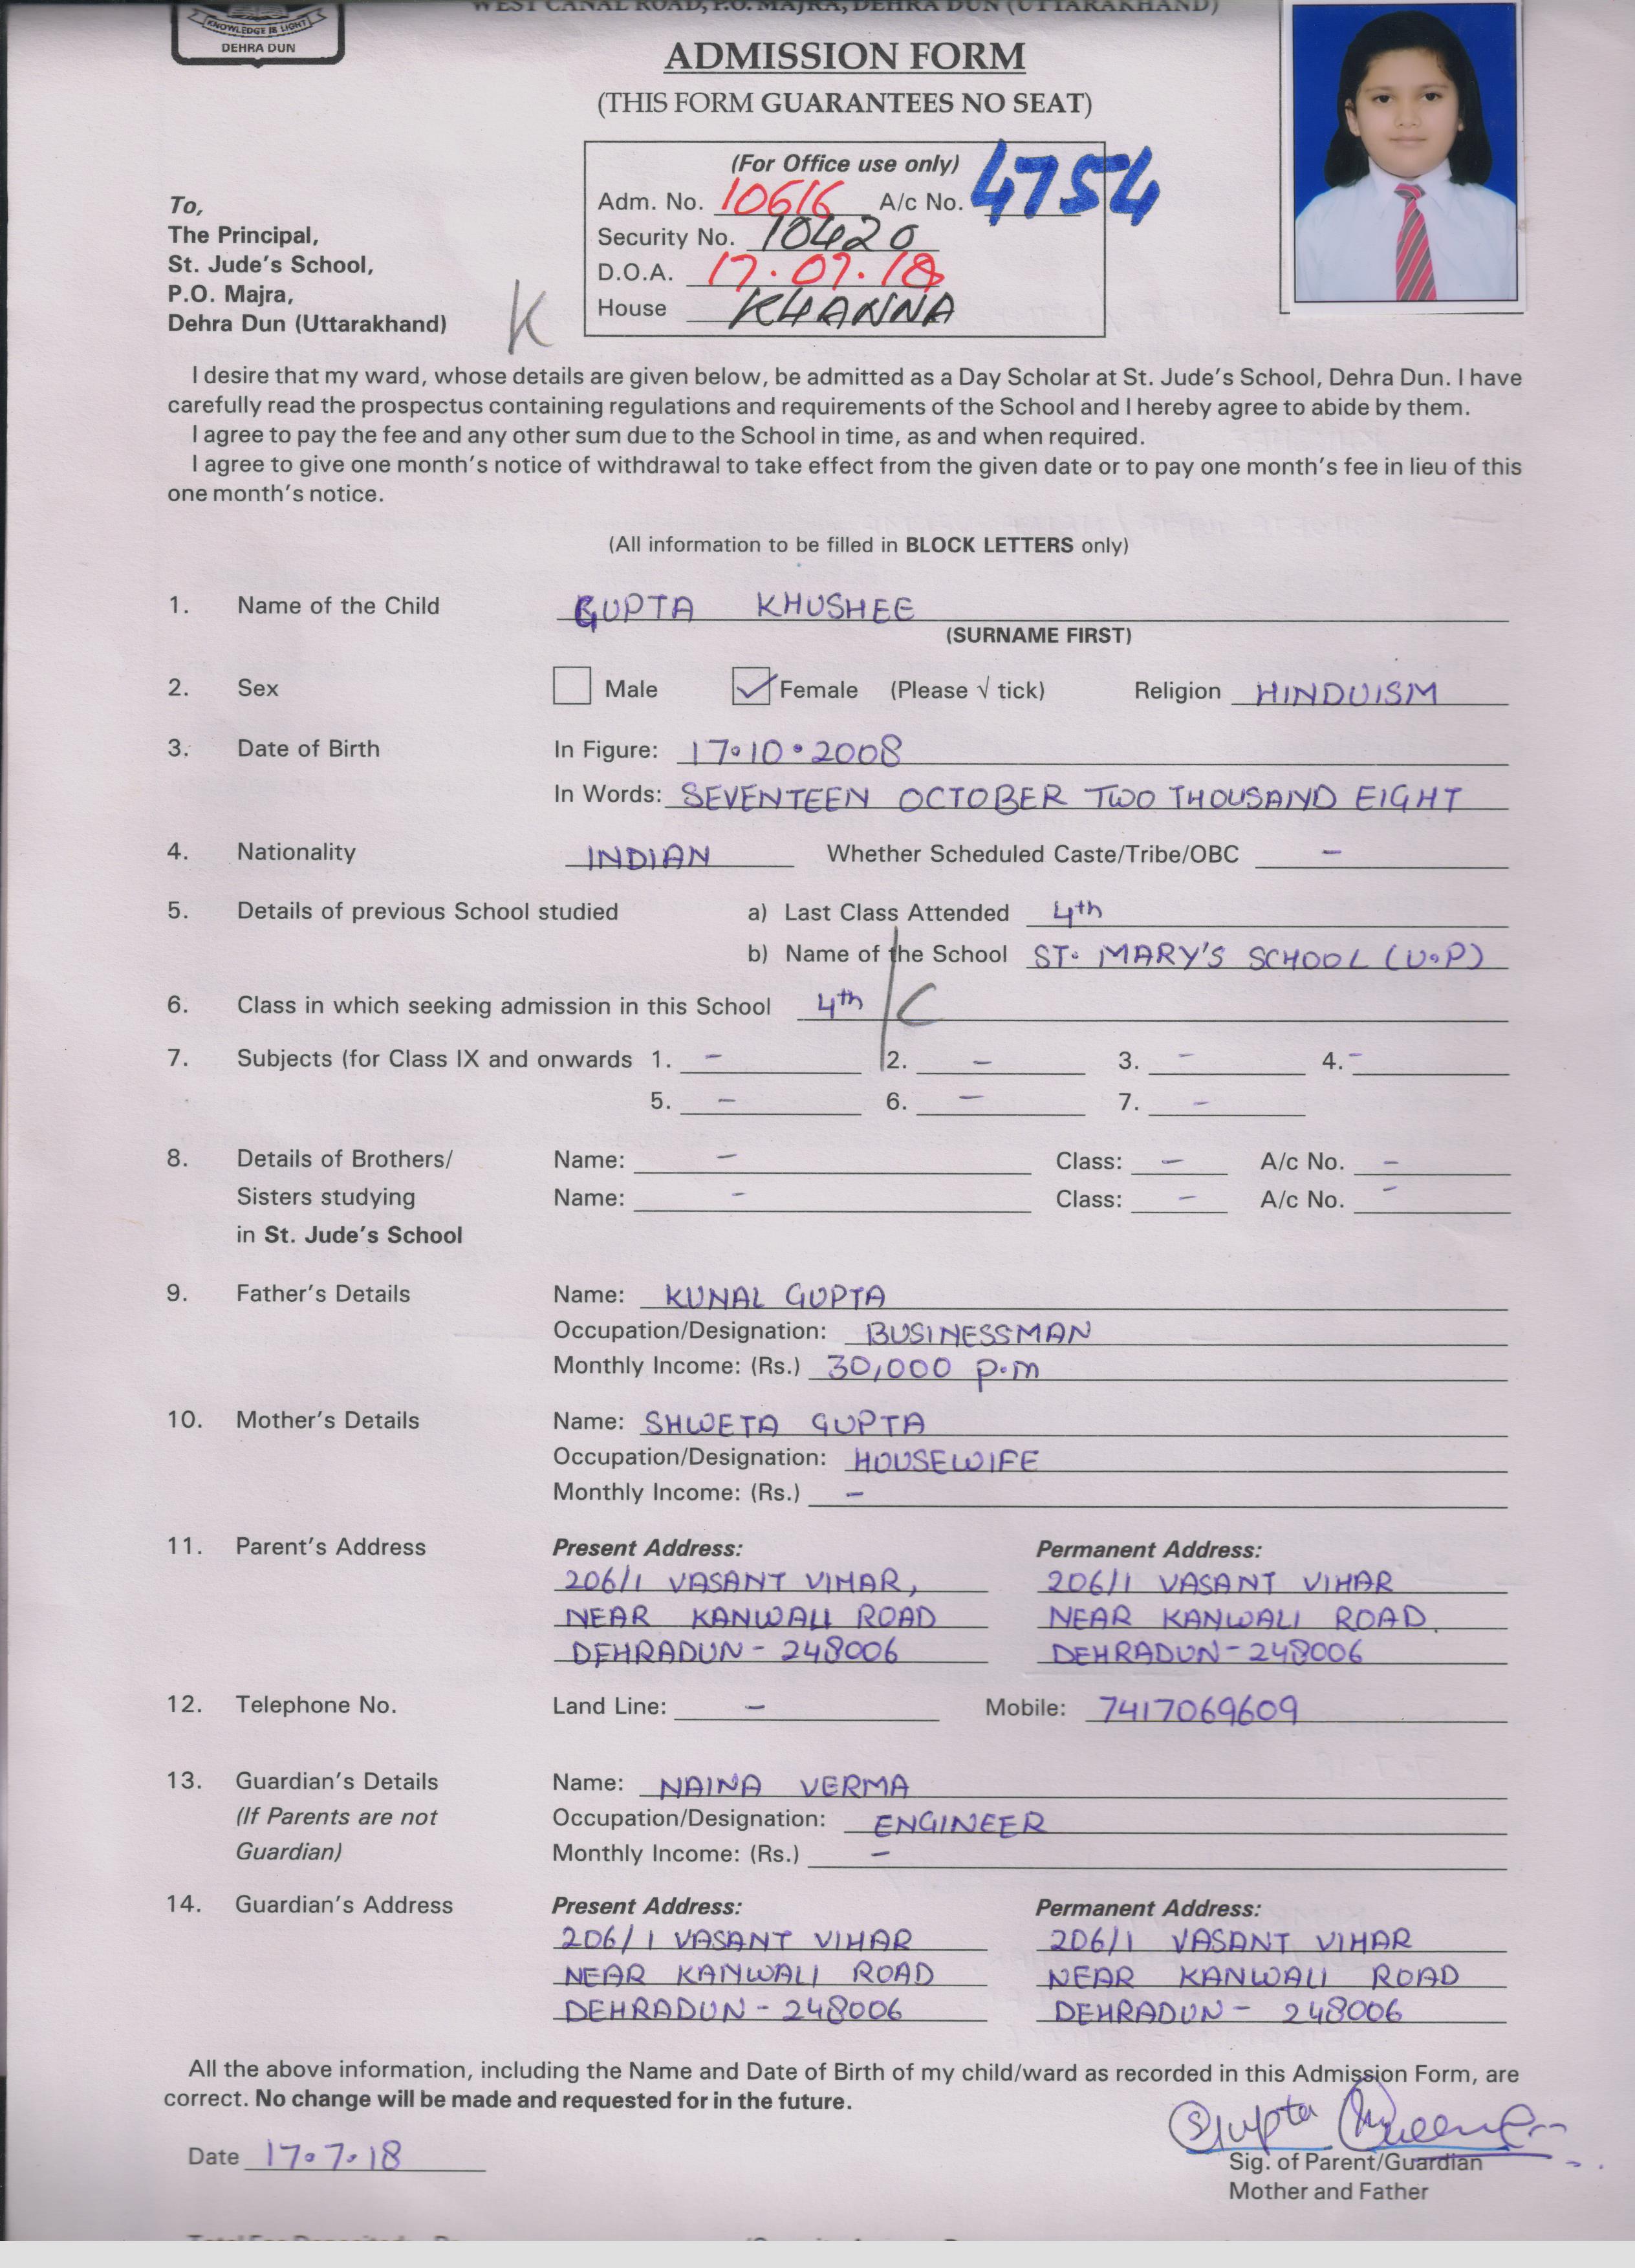 WEST CANAL ROAD, P.O. MAJRA, DEHRA DUN (UTTARAKHAND)
KNOWLEDGE IS LIGHT
DEHRA DUN
ADMISSION FORM
(THIS FORM GUARANTEES NO SEAT)
(For Office use only)
Adm. No. 10616 A/c No. 4754
Security No. 10420
D.O.A. 17.07.18
House KHANNA
To,
The Principal,
St. Jude's School,
P.O. Majra,
Dehra Dun (Uttarakhand)
K
I desire that my ward, whose details are given below, be admitted as a Day Scholar at St. Jude's School, Dehra Dun. I have
carefully read the prospectus containing regulations and requirements of the School and I hereby agree to abide by them.
I agree to pay the fee and any other sum due to the School in time, as and when required.
I agree to give one month's notice of withdrawal to take effect from the given date or to pay one month's fee in lieu of this
one month's notice.
(All information to be filled in BLOCK LETTERS only)
1. Name of the Child GUPTA KHUSHEE
(SURNAME FIRST)
2. Sex Male Female (Please √ tick) Religion HINDUISM
3. Date of Birth In Figure: 17.10.2008
In Words: SEVENTEEN OCTOBER TWO THOUSAND EIGHT
4. Nationality INDIAN Whether Scheduled Caste/Tribe/OBC –
5. Details of previous School studied a) Last Class Attended 4th
b) Name of the School ST. MARY'S SCHOOL (U.P)
6. Class in which seeking admission in this School 4th / C
7. Subjects (for Class IX and onwards 1. – 2. – 3. – 4. –
5. – 6. – 7. –
8. Details of Brothers/ Name: – Class: – A/c No. –
Sisters studying Name: – Class: – A/c No. –
in St. Jude's School
9. Father's Details Name: KUNAL GUPTA
Occupation/Designation: BUSINESSMAN
Monthly Income: (Rs.) 30,000 p.m
10. Mother's Details Name: SHWETA GUPTA
Occupation/Designation: HOUSEWIFE
Monthly Income: (Rs.) –
11. Parent's Address Present Address: Permanent Address:
206/1 VASANT VIHAR, 206/1 VASANT VIHAR
NEAR KANWALI ROAD NEAR KANWALI ROAD.
DEHRADUN - 248006 DEHRADUN - 248006
12. Telephone No. Land Line: – Mobile: 7417069609
13. Guardian's Details Name: NAINA VERMA
(If Parents are not Occupation/Designation: ENGINEER
Guardian) Monthly Income: (Rs.) –
14. Guardian's Address Present Address: Permanent Address:
206/1 VASANT VIHAR 206/1 VASANT VIHAR
NEAR KANWALI ROAD NEAR KANWALI ROAD
DEHRADUN - 248006 DEHRADUN - 248006
All the above information, including the Name and Date of Birth of my child/ward as recorded in this Admission Form, are
correct. No change will be made and requested for in the future.
SGupta
Date 17.7.18
Sig. of Parent/Guardian
Mother and Father